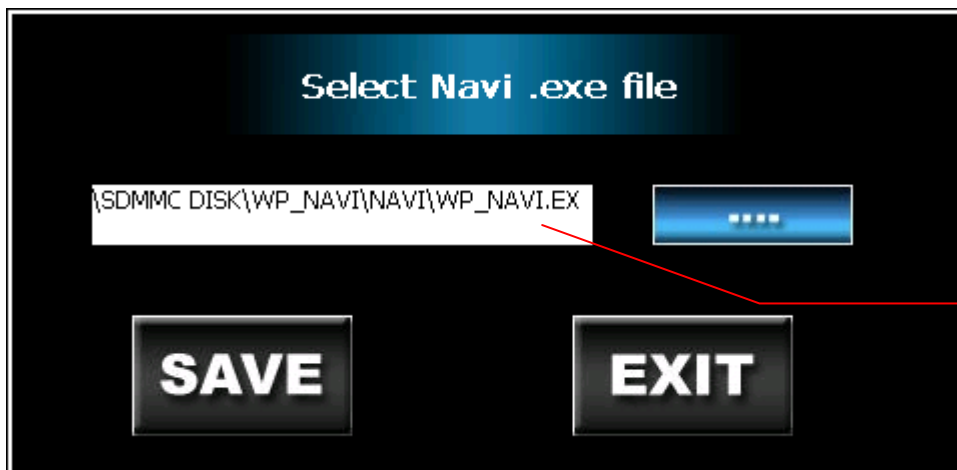 Select Navi .exe file
\SDMMC DISK\WP_NAVI\NAVI\WP_NAVI.EX
....
SAVE
EXIT